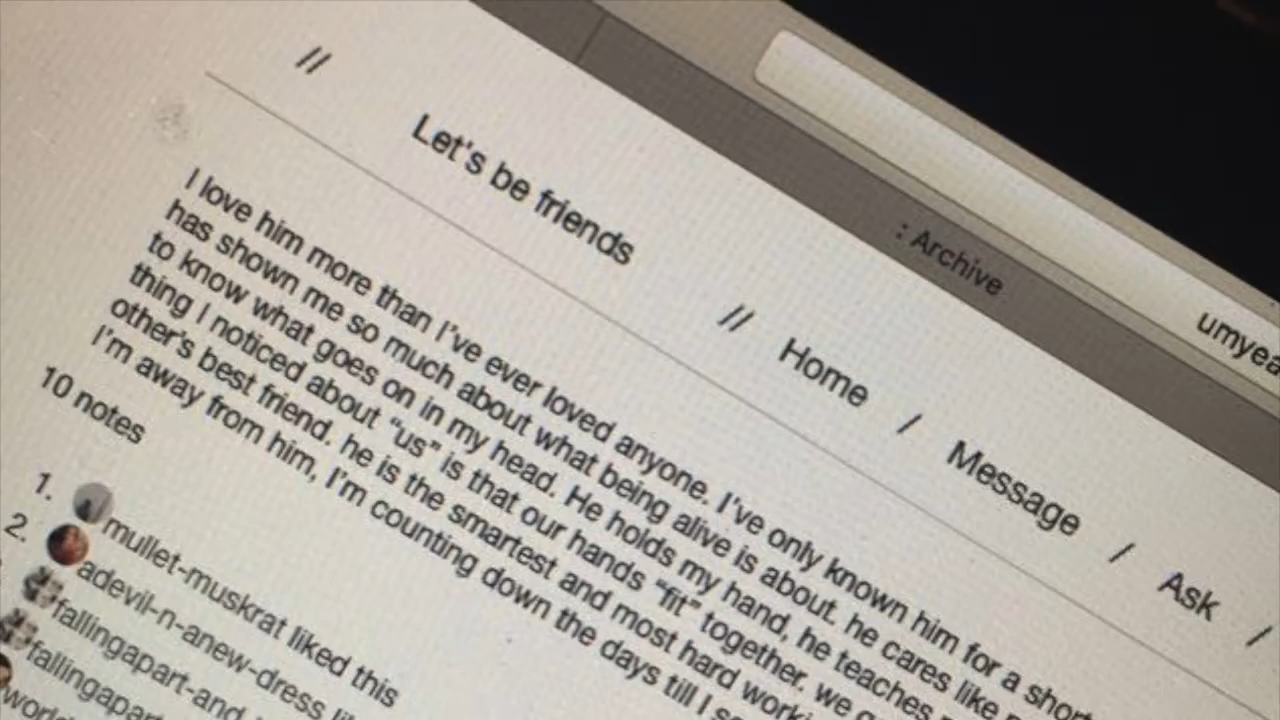 : Archive
// Let's be friends // Home / Message / Ask /
I love him more than I've ever loved anyone. I've only known him for a short
has shown me so much about what being alive is about. he cares like
to know what goes on in my head. He holds my hand, he teaches
thing I noticed about “us” is that our hands “fit” together. we
other's best friend. he is the smartest and most hard
I'm away from him, I'm counting down the days till I
10 notes
1. mullet-muskrat liked this
2. adevil-n-anew-dress
fallingapart-and
fallingapart